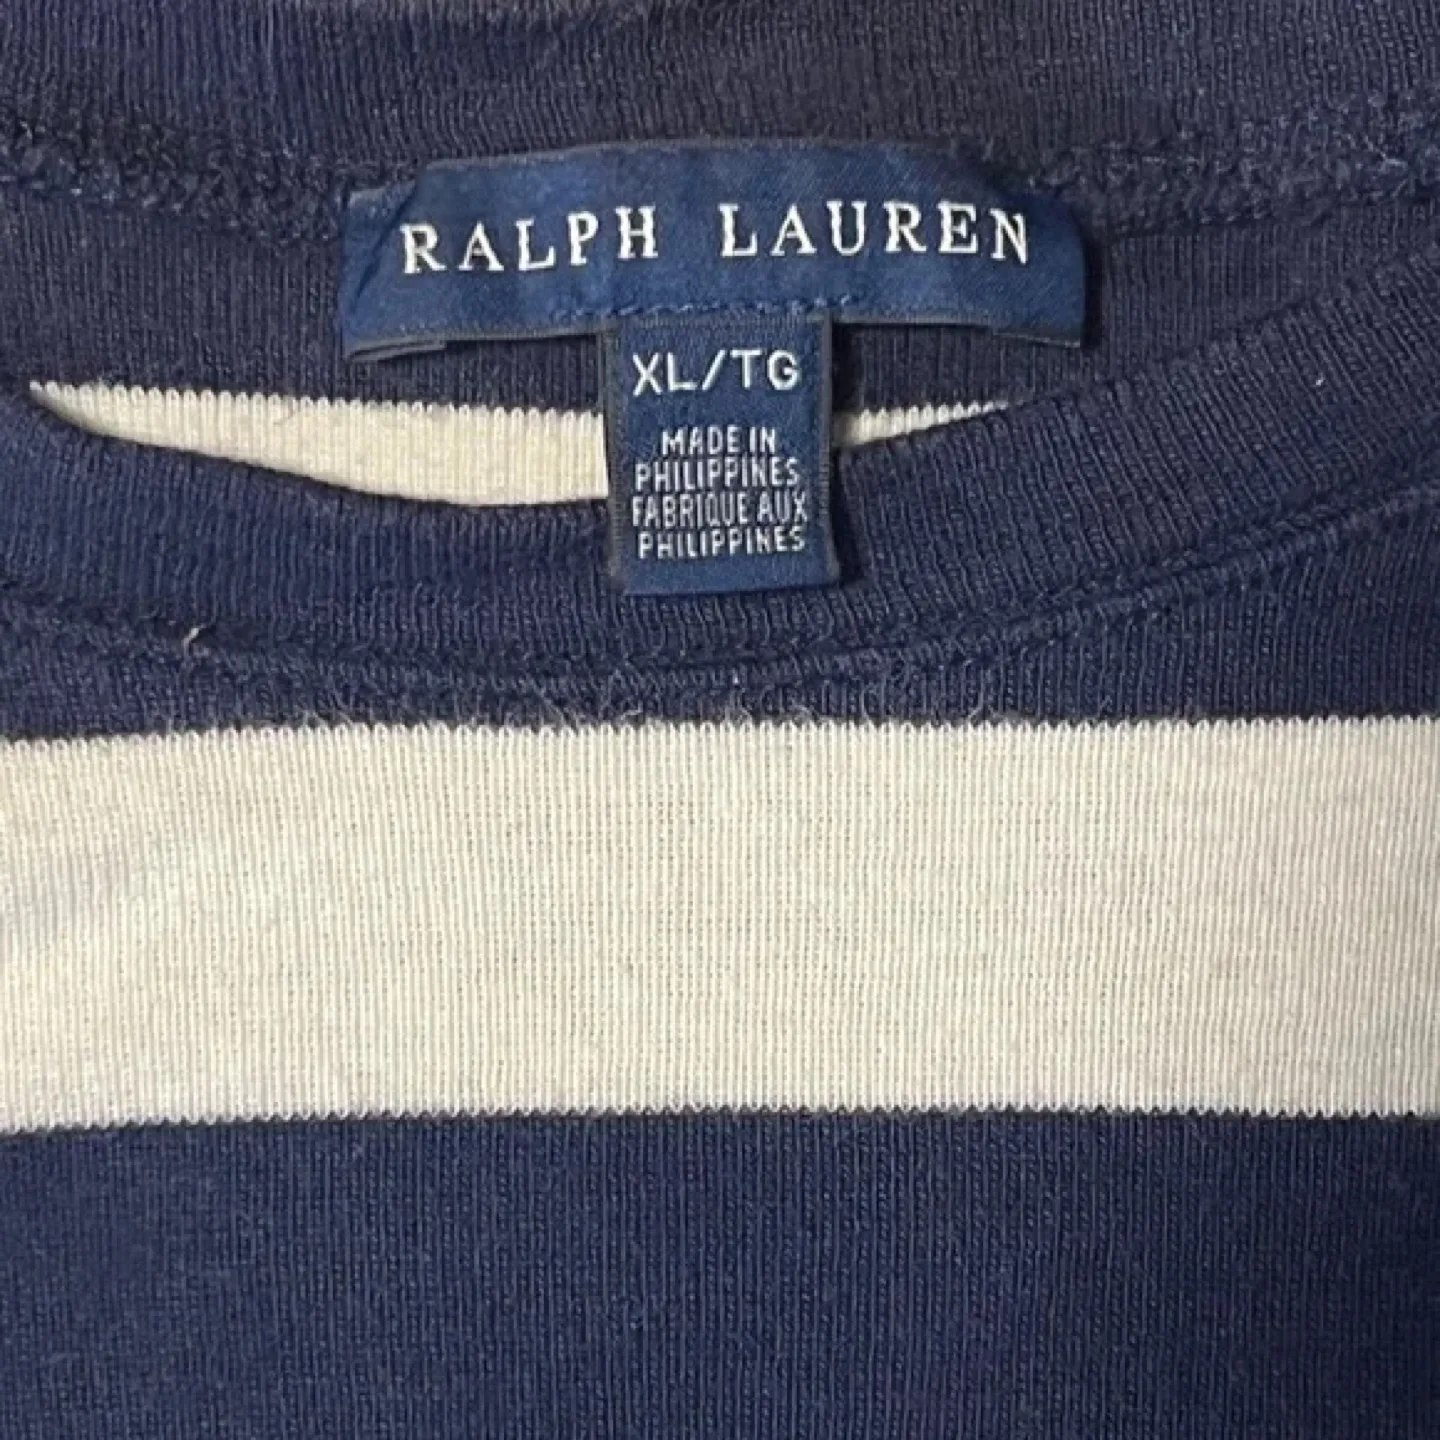 RALPH LAUREN
XL/TG
MADE IN
PHILIPPINES
FABRIQUE AUX
PHILIPPINES